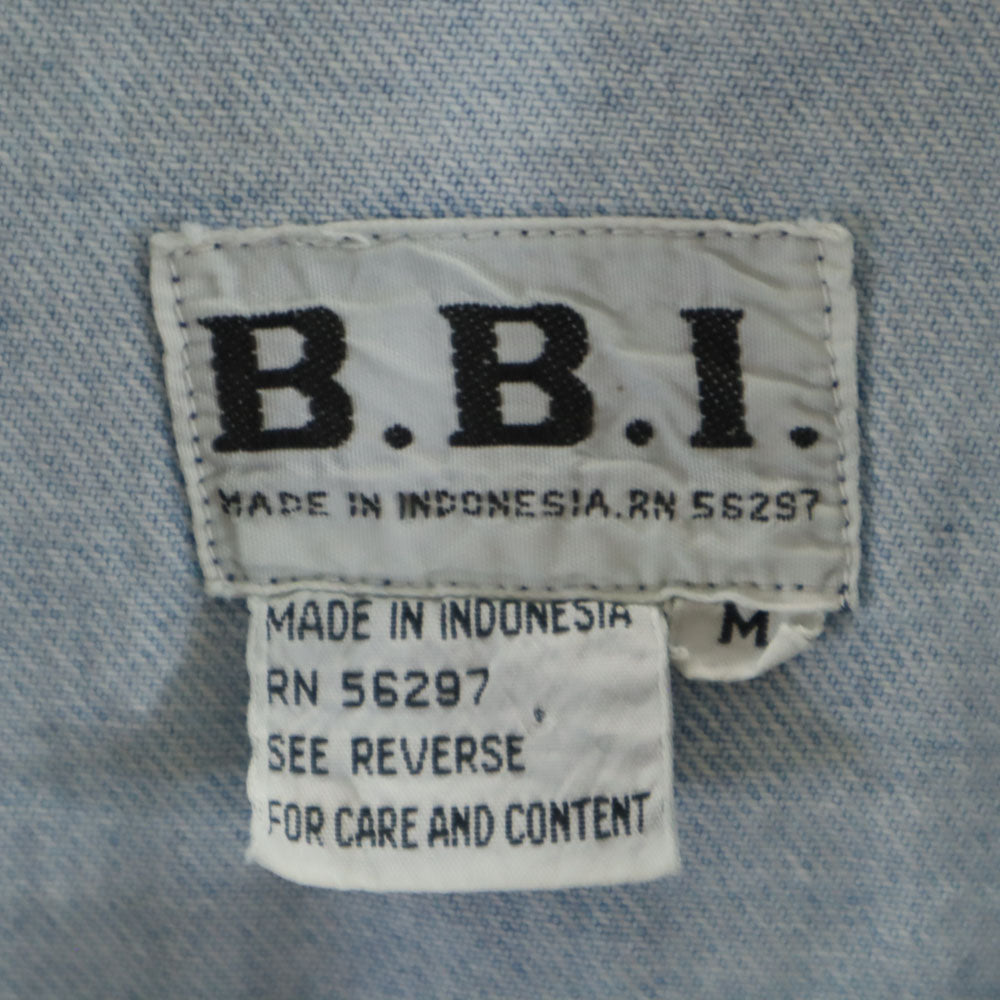 B.B.I.
MADE IN INDONESIA.RN 56297
M
MADE IN INDONESIA
RN 56297
SEE REVERSE
FOR CARE AND CONTENT